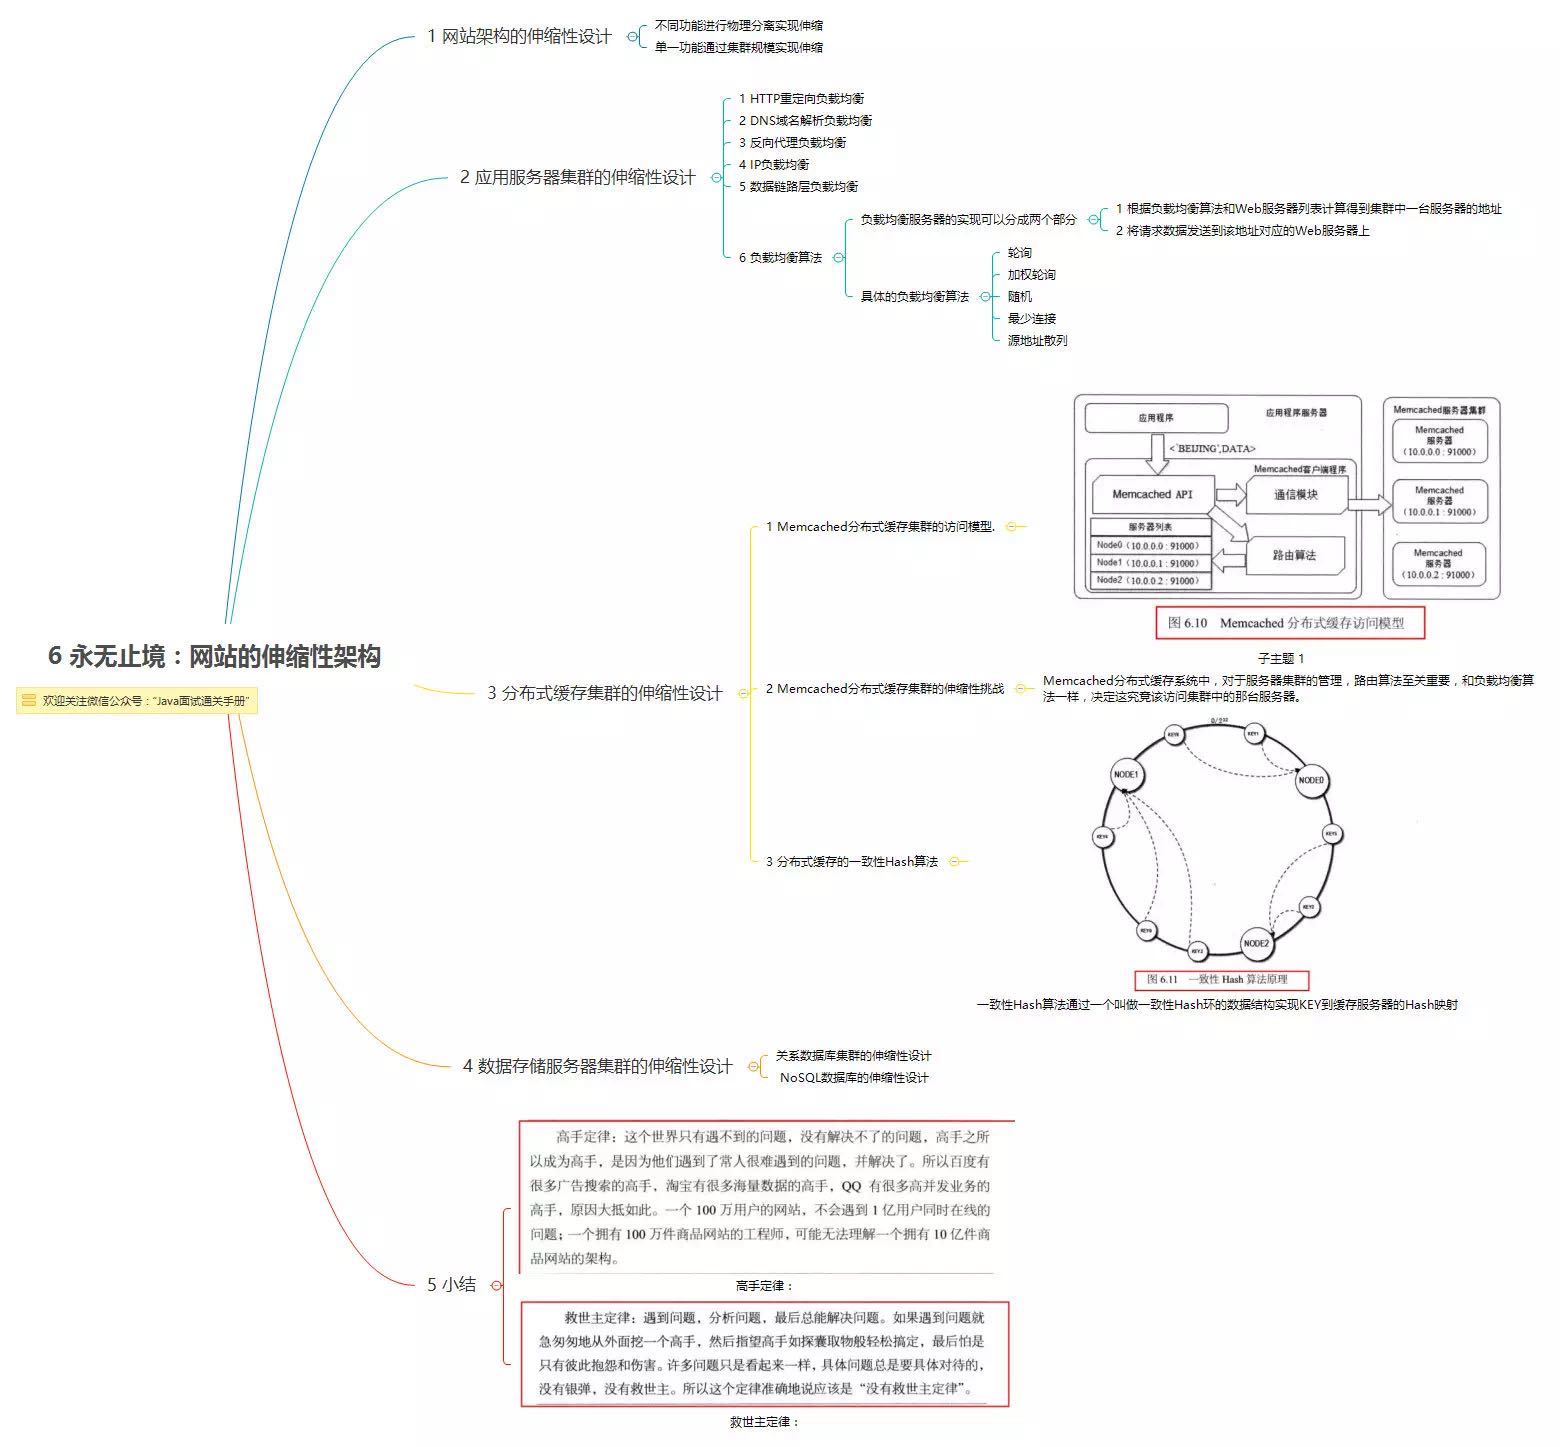 1 网站架构的伸缩性设计
不同功能进行物理分离实现伸缩
单一功能通过集群规模实现伸缩
2 应用服务器集群的伸缩性设计
1 HTTP重定向负载均衡
2 DNS域名解析负载均衡
3 反向代理负载均衡
4 IP负载均衡
5 数据链路层负载均衡
6 负载均衡算法
负载均衡服务器的实现可以分成两个部分
1 根据负载均衡算法和Web服务器列表计算得到集群中一台服务器的地址
2 将请求数据发送到该地址对应的Web服务器上
具体的负载均衡算法
轮询
加权轮询
随机
最少连接
源地址散列
6 永无止境：网站的伸缩性架构
欢迎关注微信公众号：“Java面试通关手册”
3 分布式缓存集群的伸缩性设计
1 Memcached分布式缓存集群的访问模型.
应用程序
应用程序服务器
<`BEIJING',DATA>
Memcached客户端程序
Memcached API
通信模块
服务器列表
Node0（10.0.0.0 : 91000）
Node1（10.0.0.1 : 91000）
Node2（10.0.0.2 : 91000）
路由算法
Memcached服务器集群
Memcached
服务器
（10.0.0.0 : 91000）
Memcached
服务器
（10.0.0.1 : 91000）
Memcached
服务器
（10.0.0.2 : 91000）
图 6.10 Memcached 分布式缓存访问模型
子主题 1
2 Memcached分布式缓存集群的伸缩性挑战
Memcached分布式缓存系统中，对于服务器集群的管理，路由算法至关重要，和负载均衡算
法一样，决定这究竟该访问集群中的那台服务器。
3 分布式缓存的一致性Hash算法
0/2³²
KEY1
NODE1
NODE0
KEY2
NODE2
图 6.11 一致性 Hash 算法原理
一致性Hash算法通过一个叫做一致性Hash环的数据结构实现KEY到缓存服务器的Hash映射
4 数据存储服务器集群的伸缩性设计
关系数据库集群的伸缩性设计
NoSQL数据库的伸缩性设计
5 小结
高手定律：这个世界只有遇不到的问题，没有解决不了的问题，高手之所
以成为高手，是因为他们遇到了常人很难遇到的问题，并解决了。所以百度有
很多广告搜索的高手，淘宝有很多海量数据的高手，QQ 有很多高并发业务的
高手，原因大抵如此。一个 100 万用户的网站，不会遇到 1 亿用户同时在线的
问题；一个拥有 100 万件商品网站的工程师，可能无法理解一个拥有 10 亿件商
品网站的架构。
高手定律：
救世主定律：遇到问题，分析问题，最后总能解决问题。如果遇到问题就
急匆匆地从外面挖一个高手，然后指望高手如探囊取物般轻松搞定，最后怕是
只有彼此抱怨和伤害。许多问题只是看起来一样，具体问题总是要具体对待的，
没有银弹，没有救世主。所以这个定律准确地说应该是“没有救世主定律”。
救世主定律：